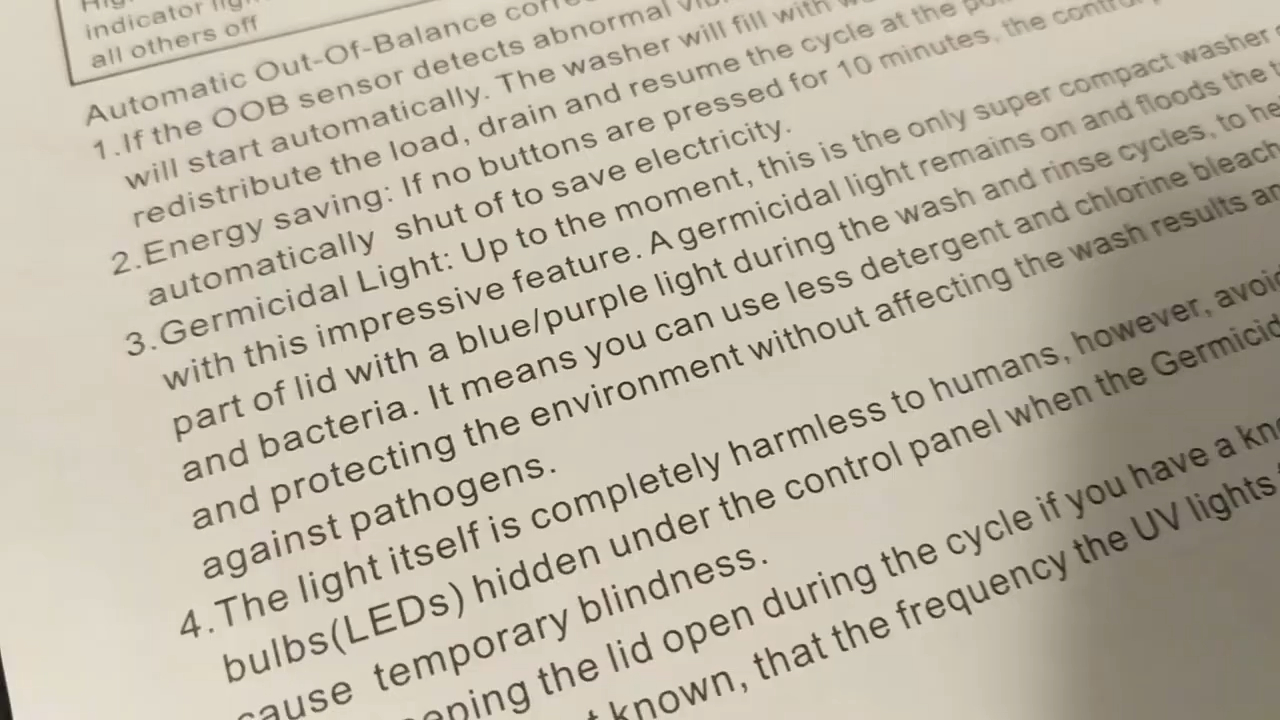 indicator
all others off
Automatic Out-Of-Balance
1.If the OOB sensor detects abnormal
will start automatically. The washer will fill with
redistribute the load, drain and resume the cycle at the
2.Energy saving: If no buttons are pressed for 10 minutes, the
automatically shut of to save electricity.
3.Germicidal Light: Up to the moment, this is the only super compact washer
with this impressive feature. A germicidal light remains on and floods the
part of lid with a blue/purple light during the wash and rinse cycles, to
and bacteria. It means you can use less detergent and chlorine bleach
and protecting the environment without affecting the wash results
against pathogens.
4.The light itself is completely harmless to humans, however,
bulbs(LEDs) hidden under the control panel when the
cause temporary blindness.
the lid open during the cycle if you have a
known, that the frequency the UV lights